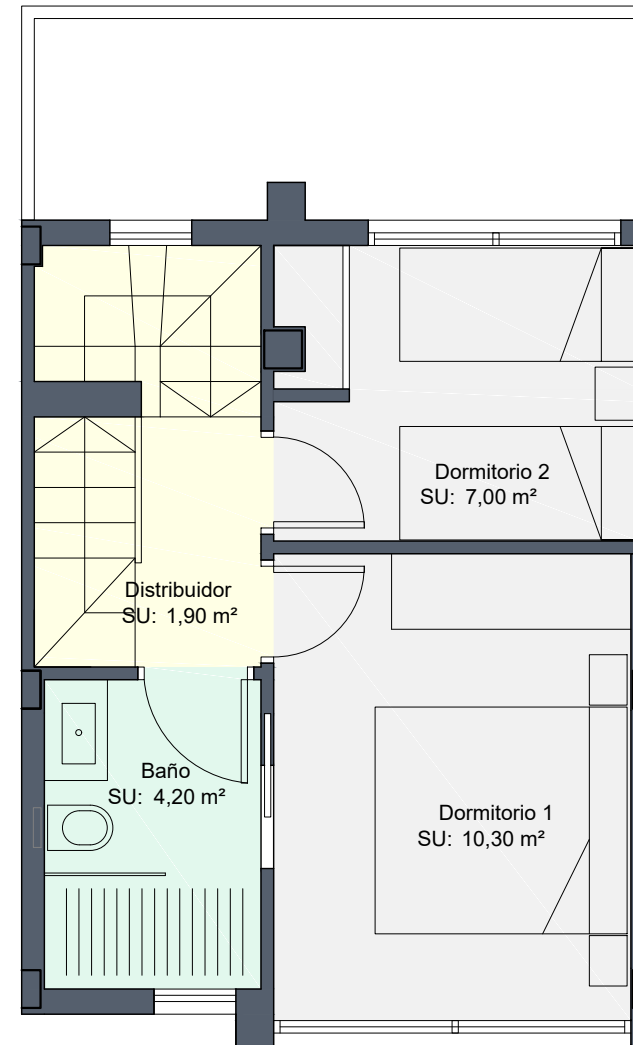 Dormitorio 2
SU: 7,00 m²
Distribuidor
SU: 1,90 m²
Baño
SU: 4,20 m²
Dormitorio 1
SU: 10,30 m²